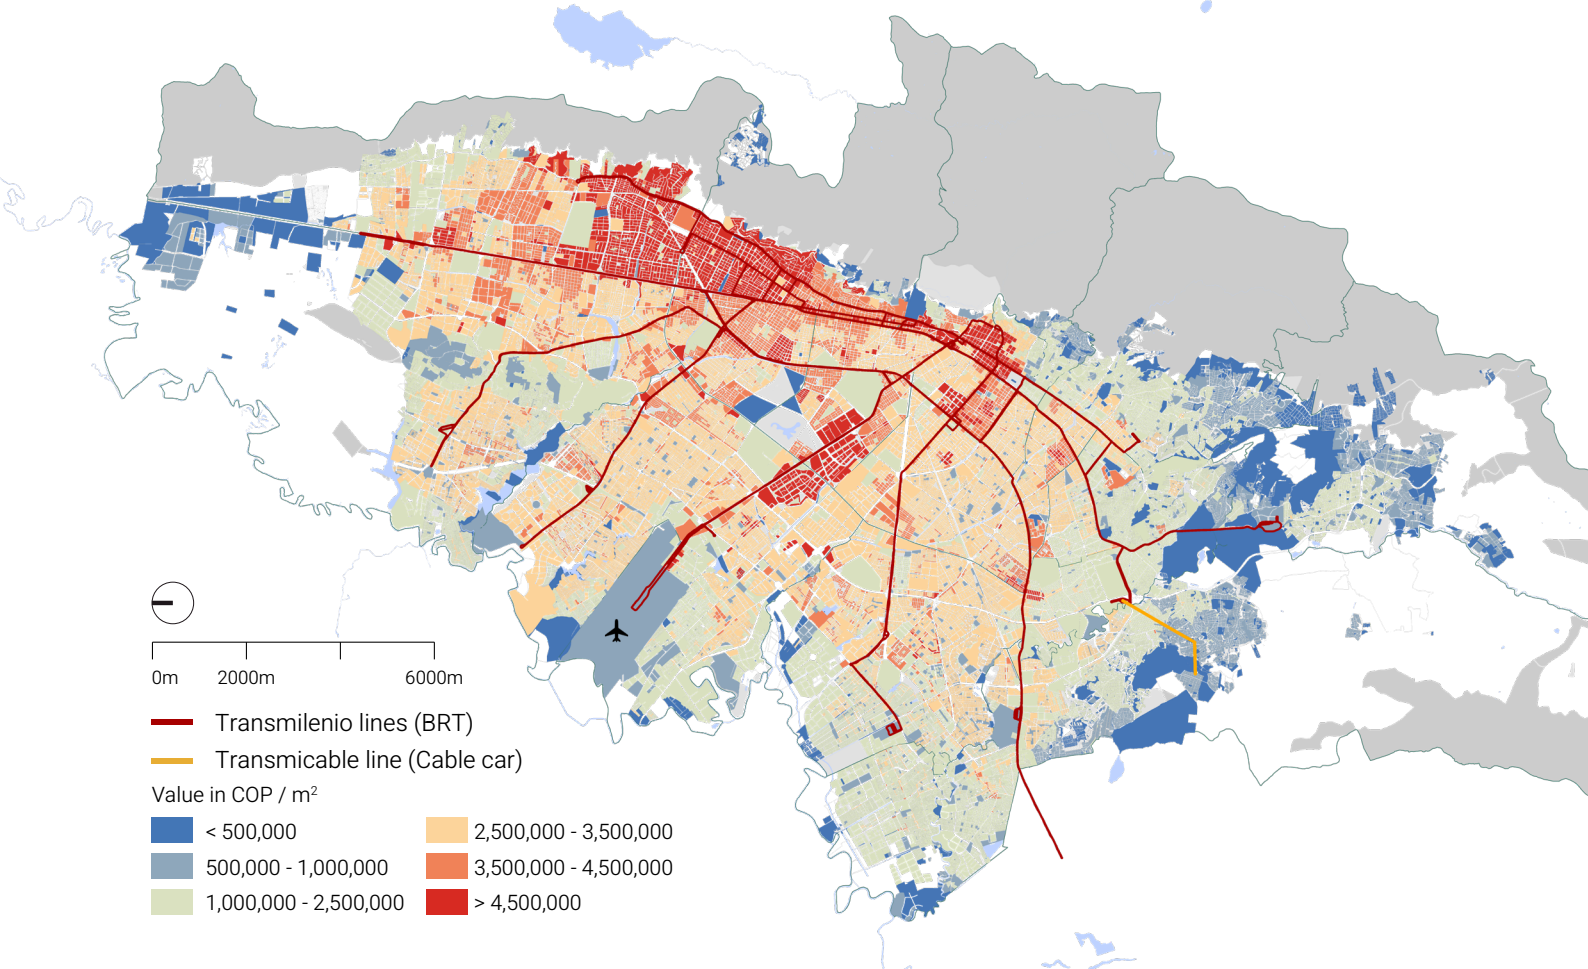 0m 2000m 6000m
Transmilenio lines (BRT)
Transmicable line (Cable car)
Value in COP / m²
< 500,000 2,500,000 - 3,500,000
500,000 - 1,000,000 3,500,000 - 4,500,000
1,000,000 - 2,500,000 > 4,500,000